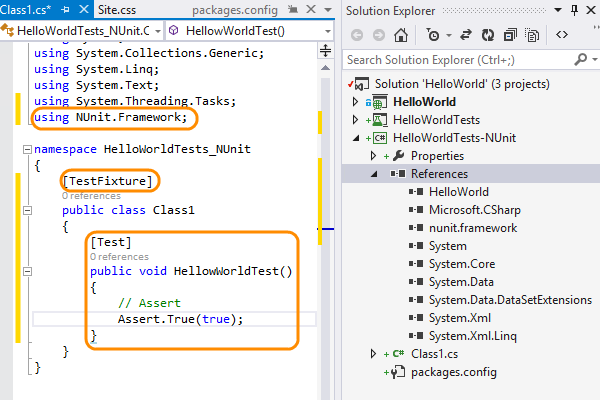 Class1.cs*
Site.css
packages.config
HelloWorldTests_NUnit.C
HellowWorldTest()
using System.Collections.Generic;
using System.Linq;
using System.Text;
using System.Threading.Tasks;
using NUnit.Framework;
namespace HelloWorldTests_NUnit
{
[TestFixture]
0 references
public class Class1
{
[Test]
0 references
public void HellowWorldTest()
{
// Assert
Assert.True(true);
}
}
}
Solution Explorer
Search Solution Explorer (Ctrl+;)
Solution 'HelloWorld' (3 projects)
HelloWorld
HelloWorldTests
C# HelloWorldTests-NUnit
Properties
References
HelloWorld
Microsoft.CSharp
nunit.framework
System
System.Core
System.Data
System.Data.DataSetExtensions
System.Xml
System.Xml.Linq
C# Class1.cs
packages.config